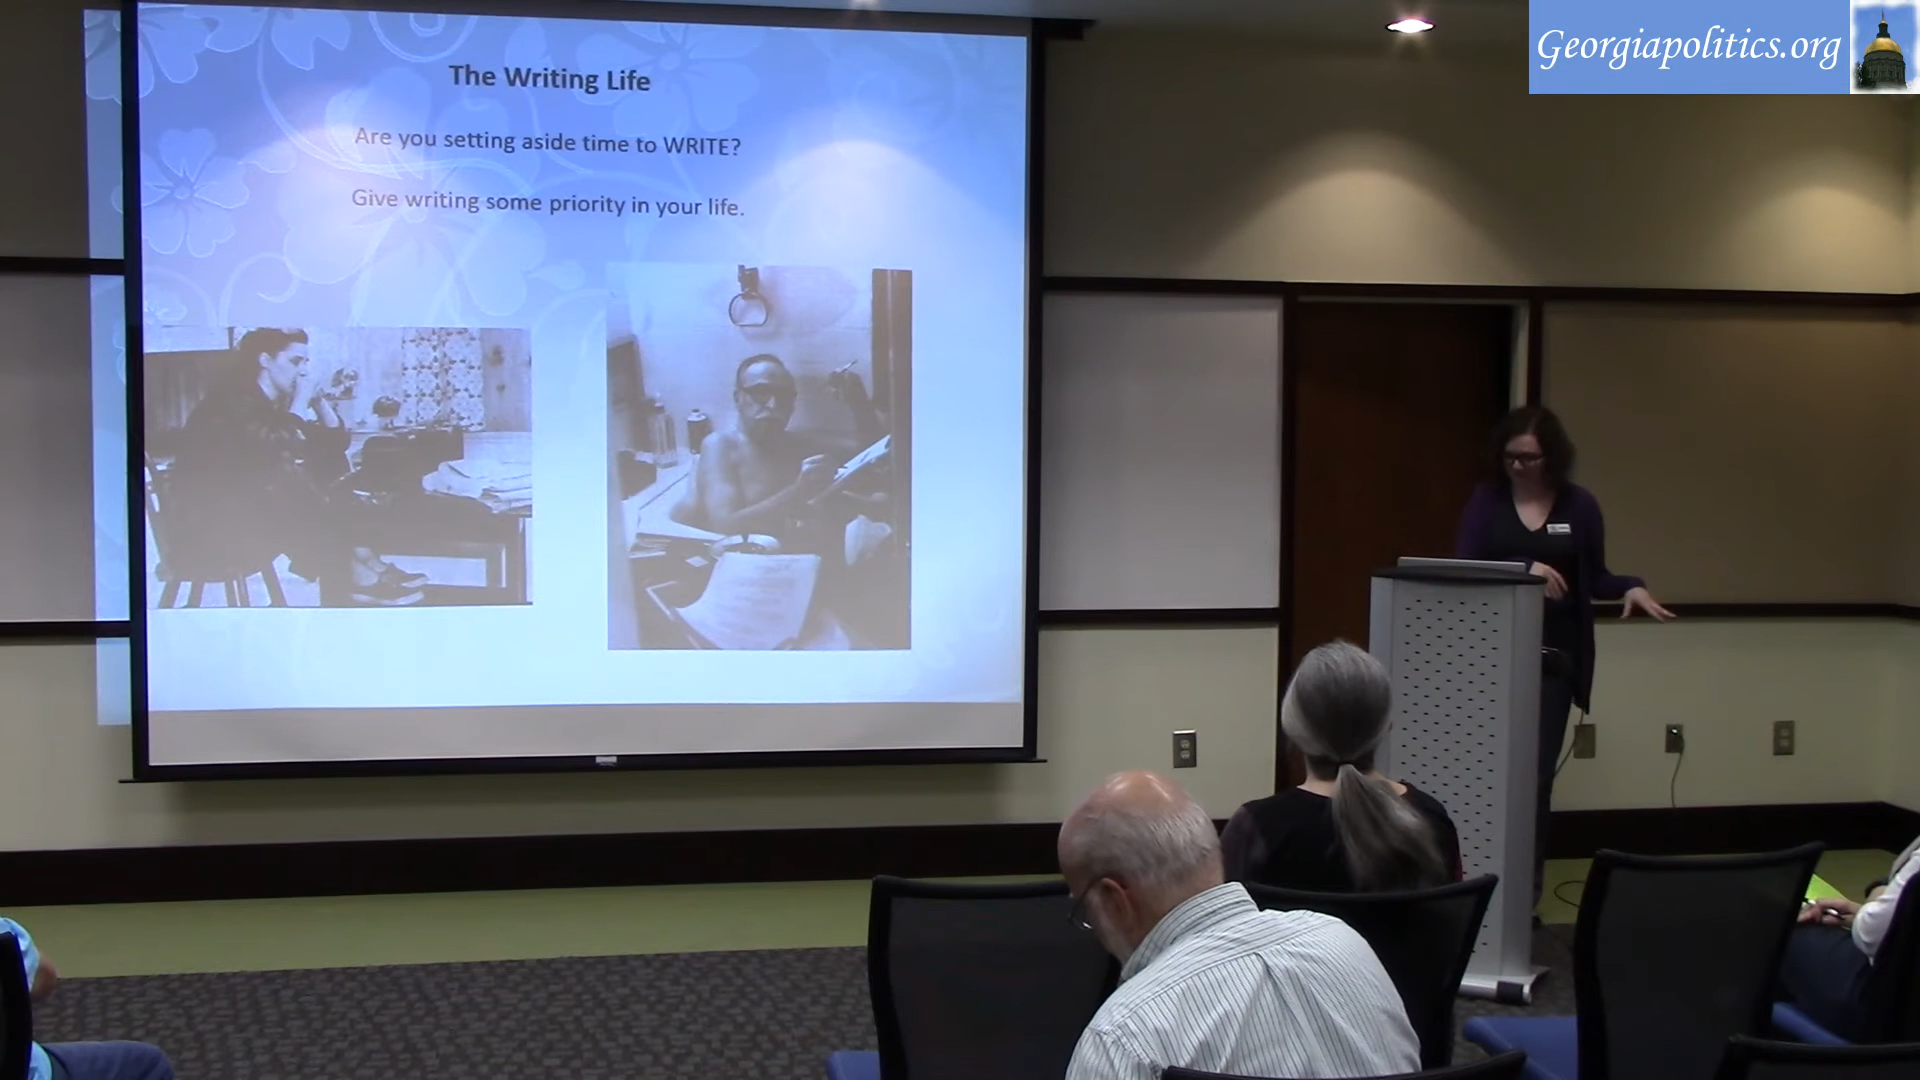 The Writing Life
Are you setting aside time to WRITE?
Give writing some priority in your life.
Georgiapolitics.org